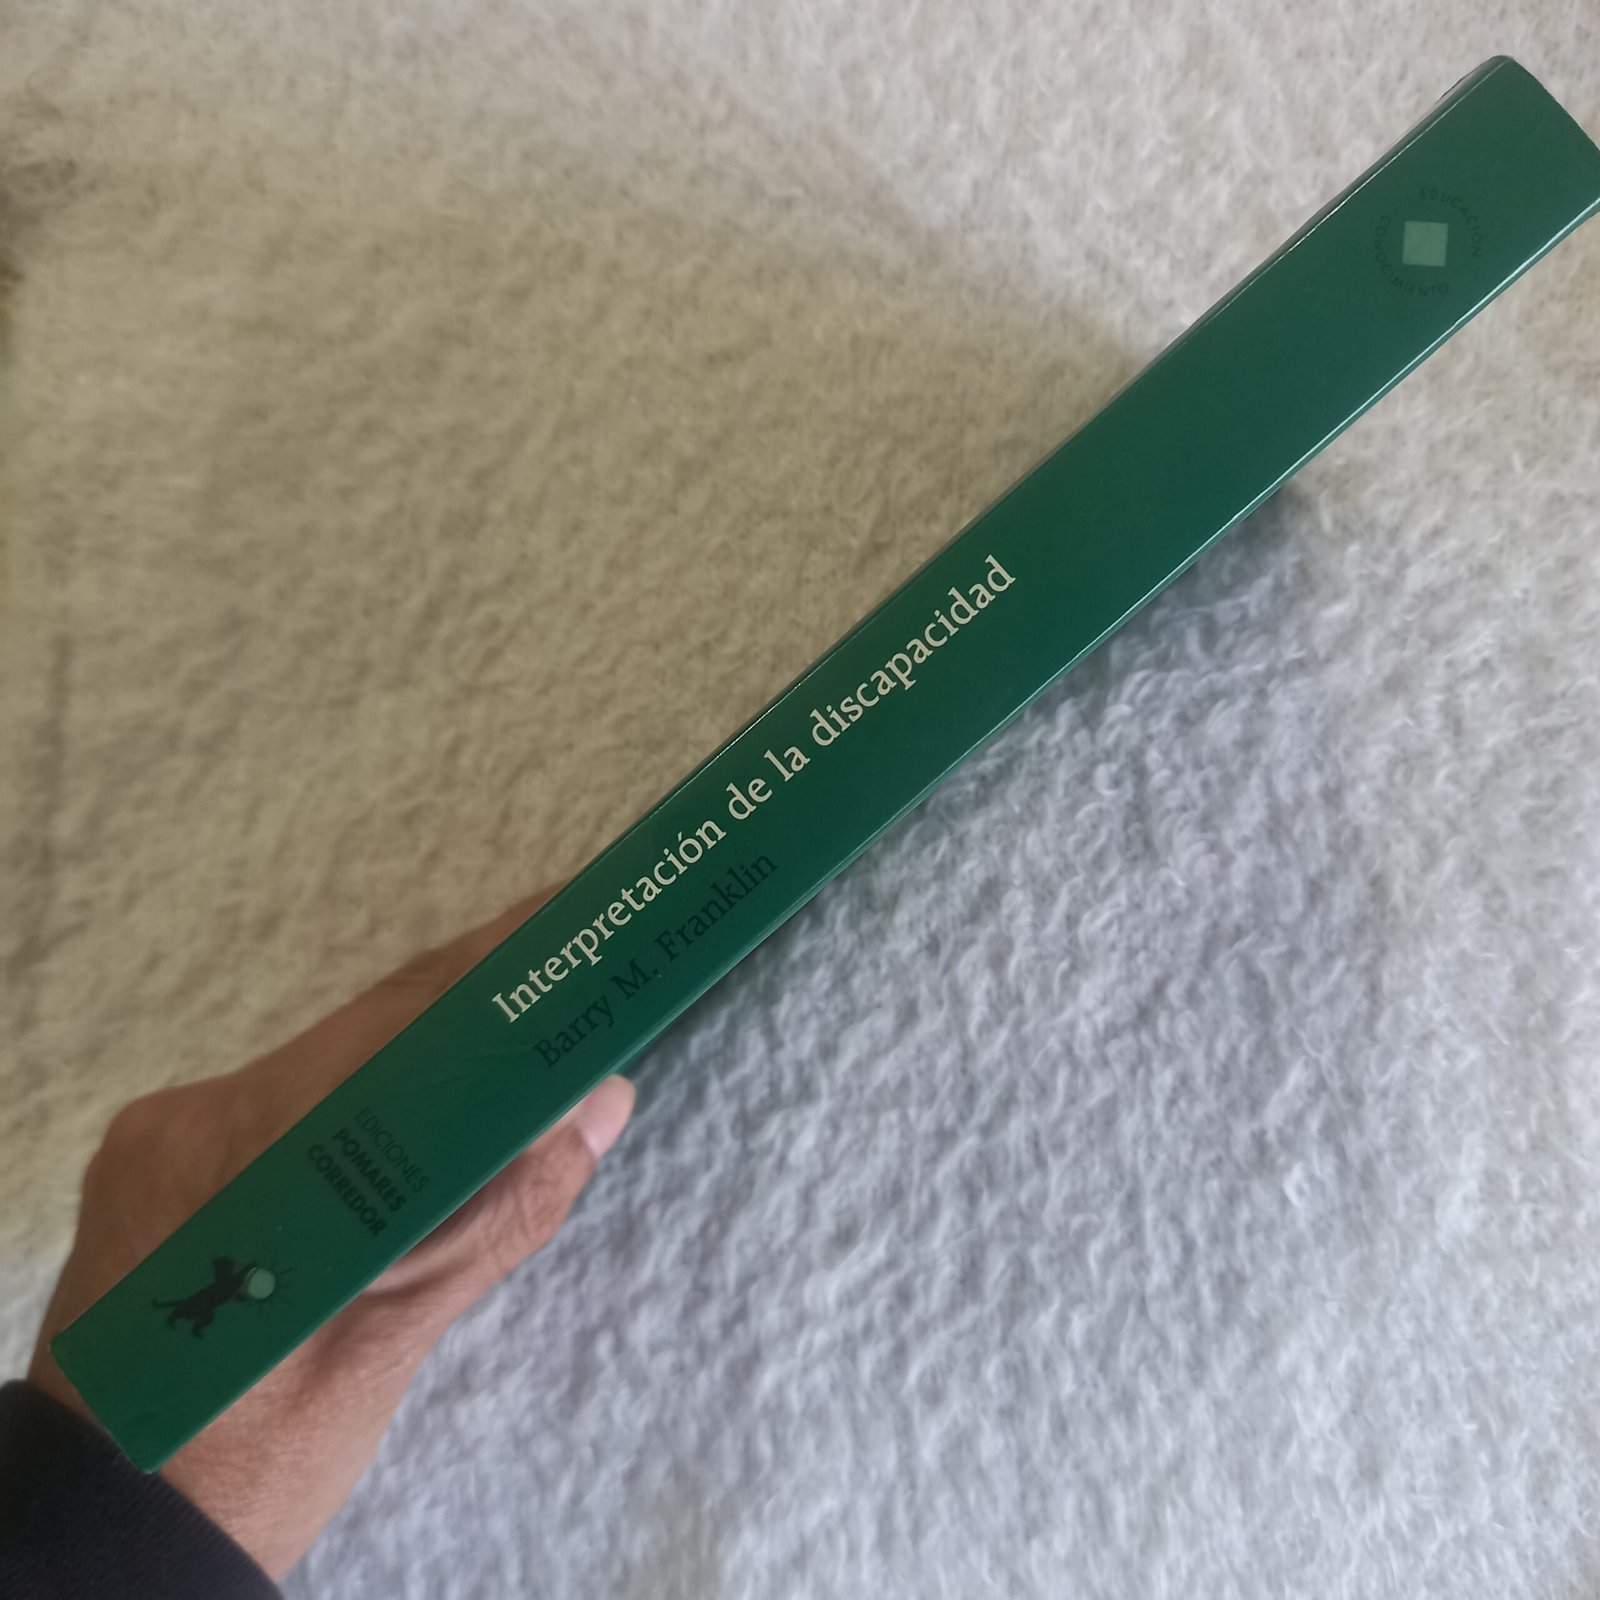 Interpretación de la discapacidad
Barry M. Franklin
EDICIONES
POMARES
CORREDOR
EDUCACIÓN
CONOCIMIENTO